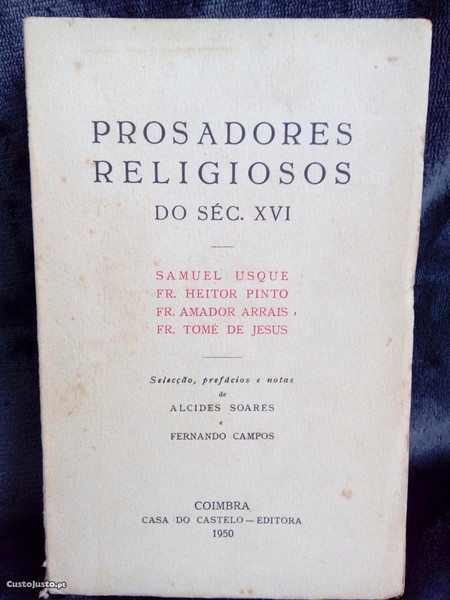 PROSADORES
RELIGIOSOS
DO SÉC. XVI
SAMUEL USQUE
FR. HEITOR PINTO
FR. AMADOR ARRAIS
FR. TOMÉ DE JESUS
Selecção, prefácios e notas
de
ALCIDES SOARES
e
FERNANDO CAMPOS
COIMBRA
CASA DO CASTELO — EDITORA
1950
CustoJusto.pt